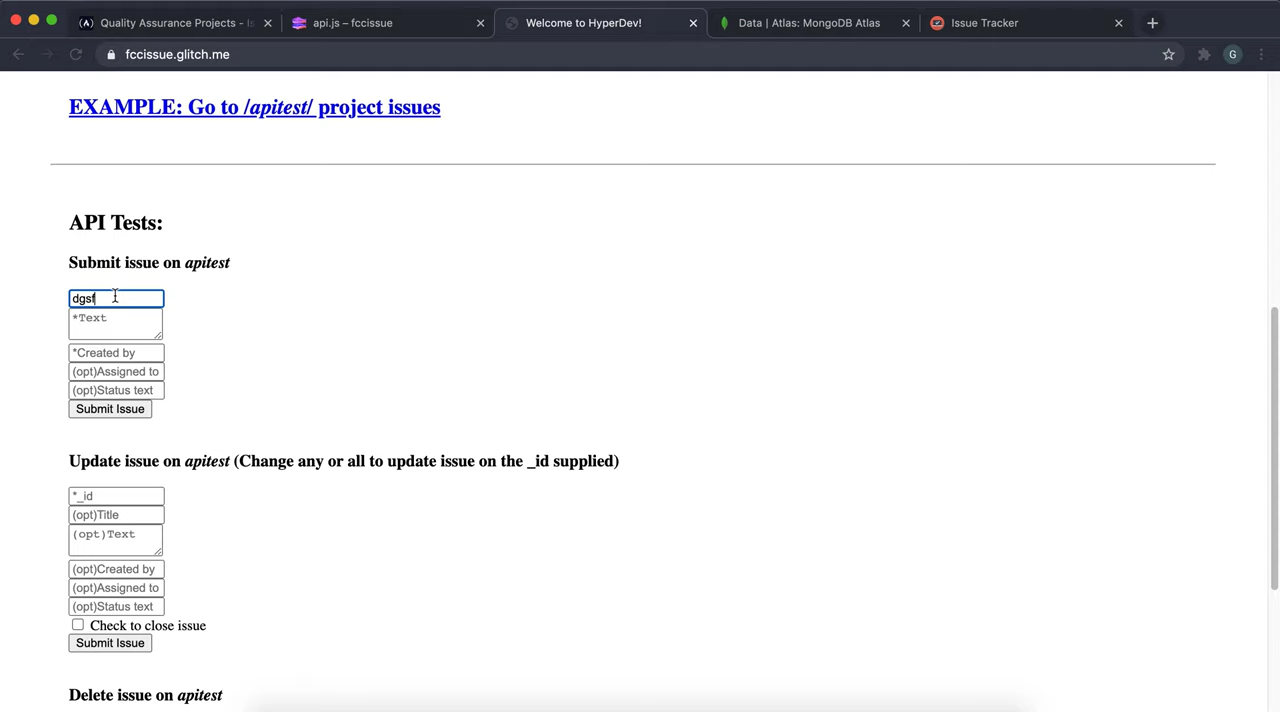 Quality Assurance Projects - Is
api.js – fccissue
Welcome to HyperDev!
Data | Atlas: MongoDB Atlas
Issue Tracker
fccissue.glitch.me
G
EXAMPLE: Go to /apitest/ project issues
API Tests:
Submit issue on apitest
dgsf
*Text
*Created by
(opt)Assigned to
(opt)Status text
Submit Issue
Update issue on apitest (Change any or all to update issue on the _id supplied)
*_id
(opt)Title
(opt)Text
(opt)Created by
(opt)Assigned to
(opt)Status text
Check to close issue
Submit Issue
Delete issue on apitest